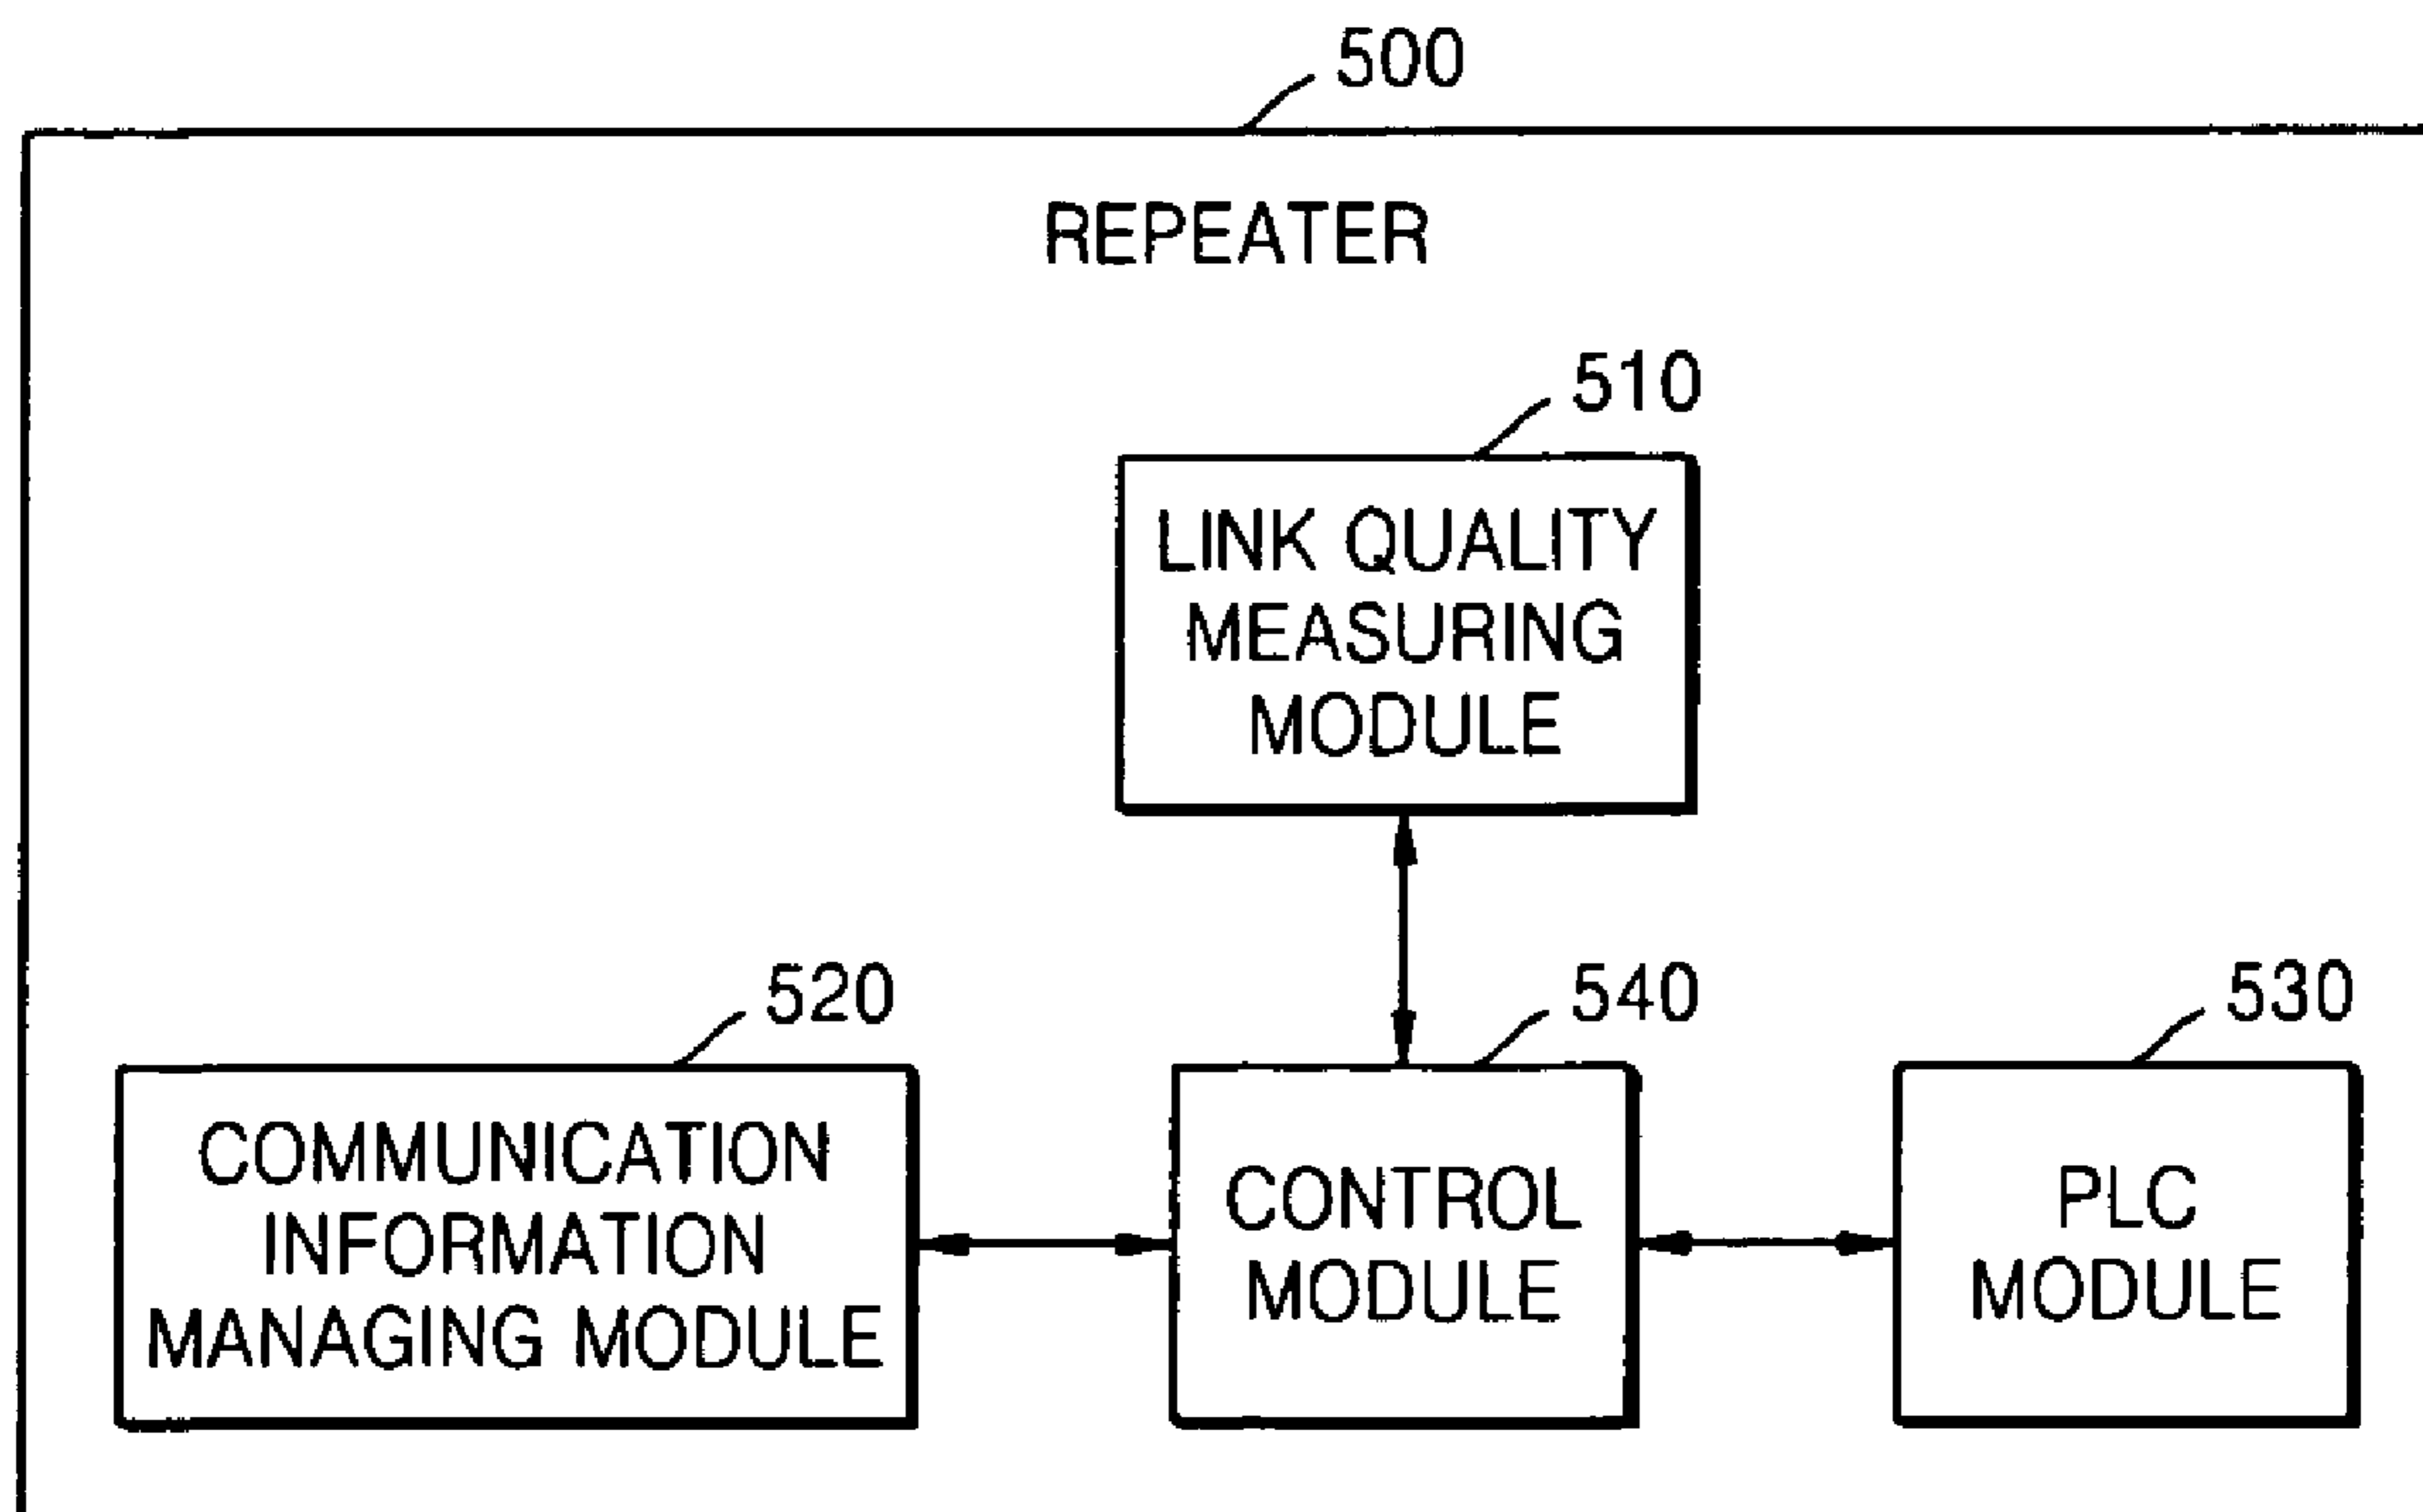 500
REPEATER
510
LINK QUALITY
MEASURING
MODULE
520
540
530
COMMUNICATION
INFORMATION
MANAGING MODULE
CONTROL
MODULE
PLC
MODULE